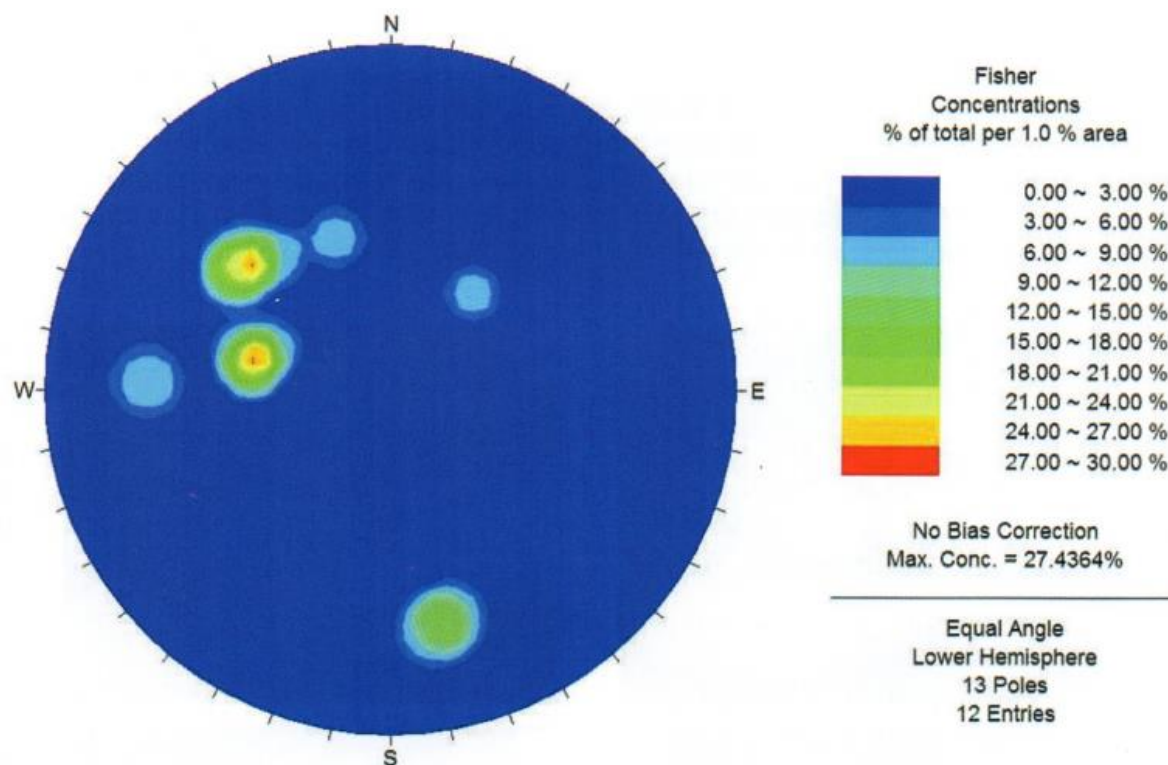 N
W
E
S
Fisher
Concentrations
% of total per 1.0 % area
0.00 ~ 3.00 %
3.00 ~ 6.00 %
6.00 ~ 9.00 %
9.00 ~ 12.00 %
12.00 ~ 15.00 %
15.00 ~ 18.00 %
18.00 ~ 21.00 %
21.00 ~ 24.00 %
24.00 ~ 27.00 %
27.00 ~ 30.00 %
No Bias Correction
Max. Conc. = 27.4364%
Equal Angle
Lower Hemisphere
13 Poles
12 Entries